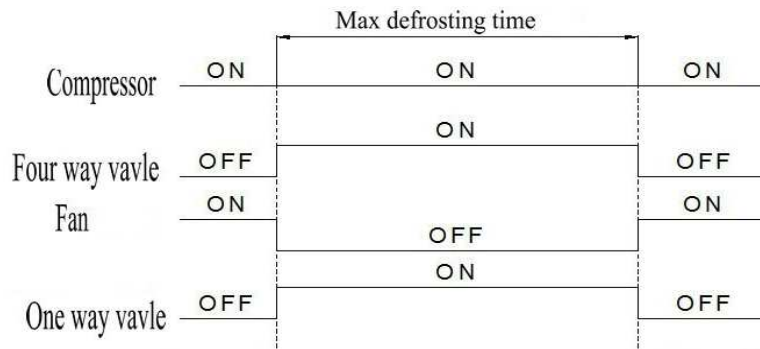 Max defrosting time
Compressor ON ON ON
ON
Four way vavle OFF OFF
Fan ON ON
OFF
ON
One way vavle OFF OFF